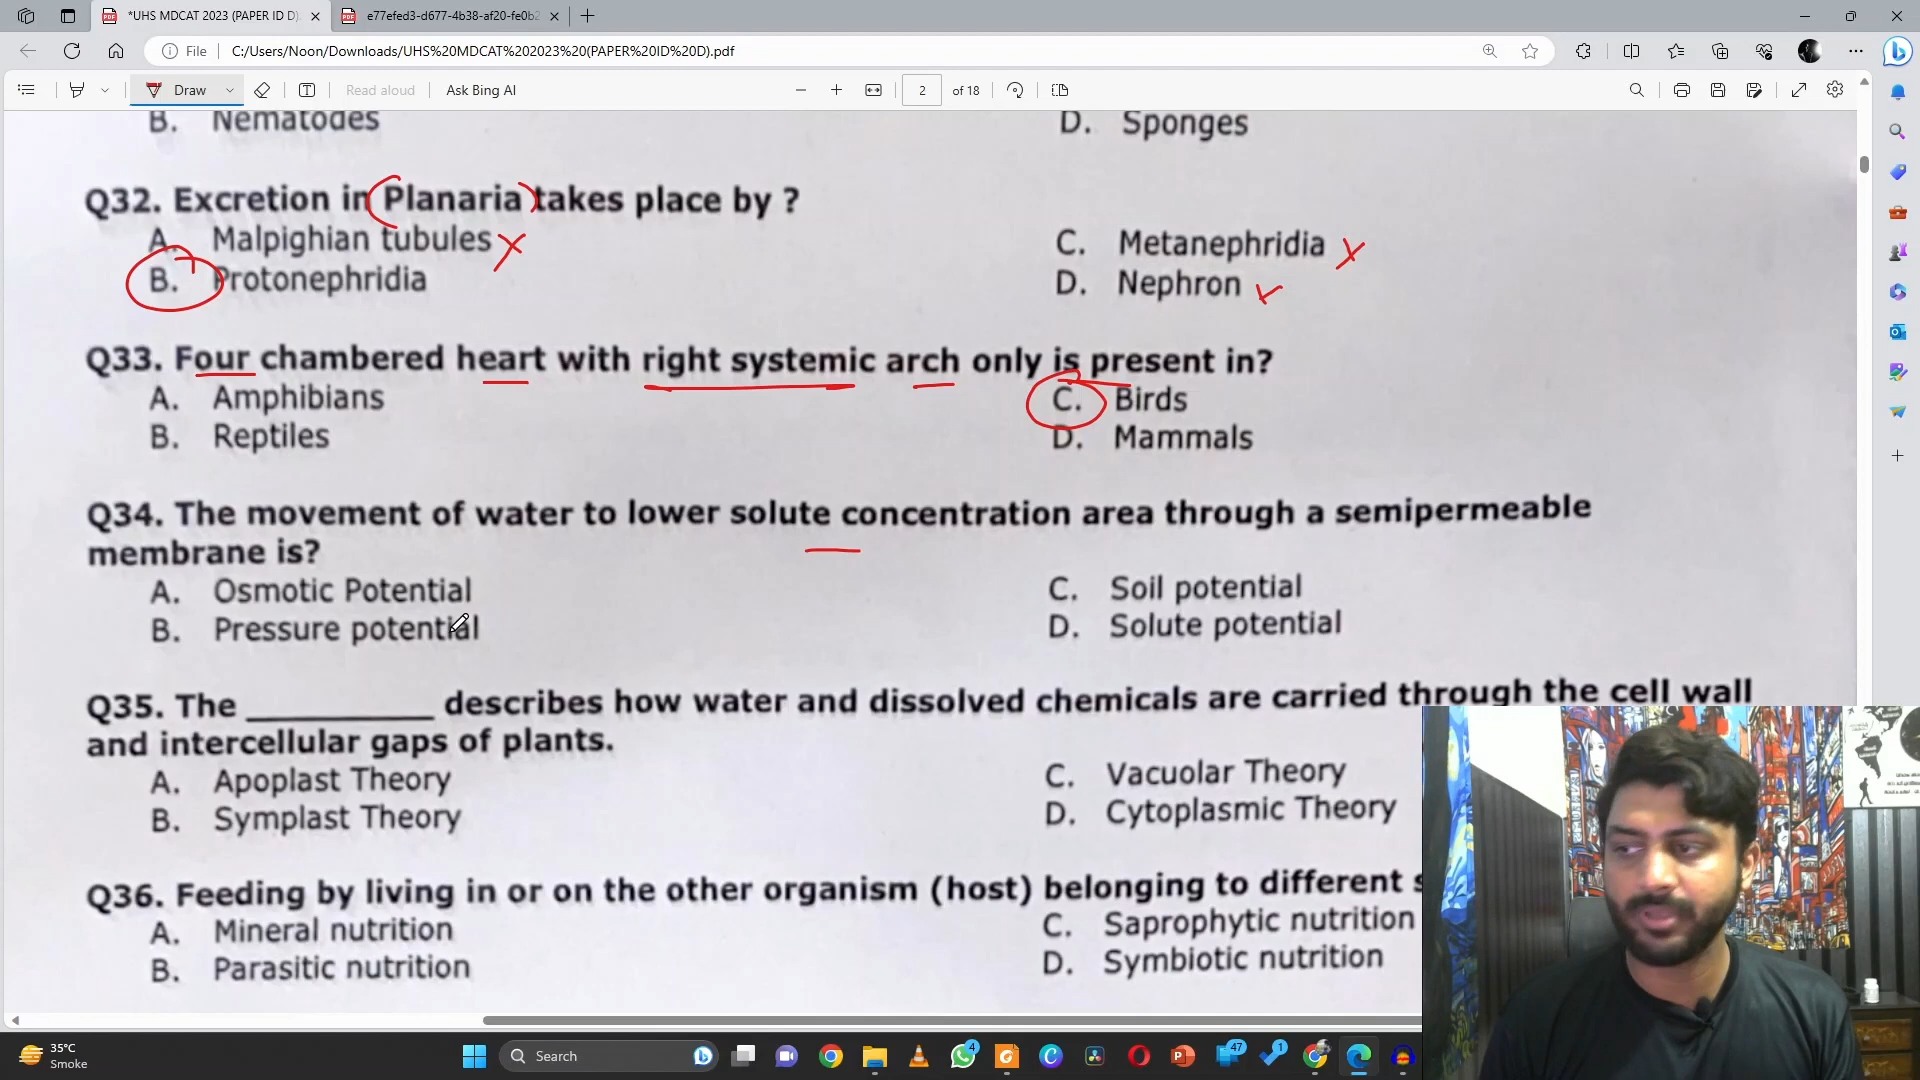 *UHS MDCAT 2023 (PAPER ID D).
e77efed3-d677-4b38-af20-fe0b2
File
C:/Users/Noon/Downloads/UHS%20MDCAT%202023%20(PAPER%20ID%20D).pdf
Draw
Read aloud
Ask Bing AI
2
of 18
B. Nematodes
D. Sponges
Q32. Excretion in Planaria takes place by ?
A. Malpighian tubules
C. Metanephridia
B. Protonephridia
D. Nephron
Q33. Four chambered heart with right systemic arch only is present in?
A. Amphibians
C. Birds
B. Reptiles
D. Mammals
Q34. The movement of water to lower solute concentration area through a semipermeable
membrane is?
A. Osmotic Potential
C. Soil potential
B. Pressure potential
D. Solute potential
Q35. The __________ describes how water and dissolved chemicals are carried through the cell wall
and intercellular gaps of plants.
A. Apoplast Theory
C. Vacuolar Theory
B. Symplast Theory
D. Cytoplasmic Theory
Q36. Feeding by living in or on the other organism (host) belonging to different s
A. Mineral nutrition
C. Saprophytic nutrition
B. Parasitic nutrition
D. Symbiotic nutrition
35°C
Smoke
Search
4
47
1